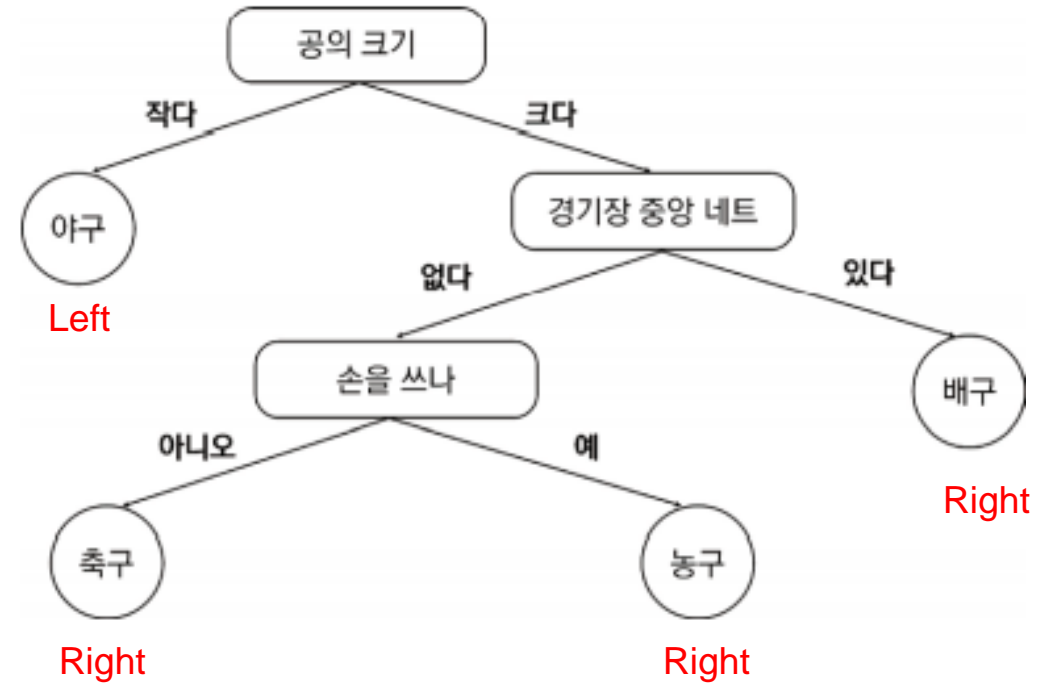 공의 크기
작다
크다
야구
경기장 중앙 네트
Left
없다
있다
손을 쓰나
배구
아니오
예
Right
축구
농구
Right
Right